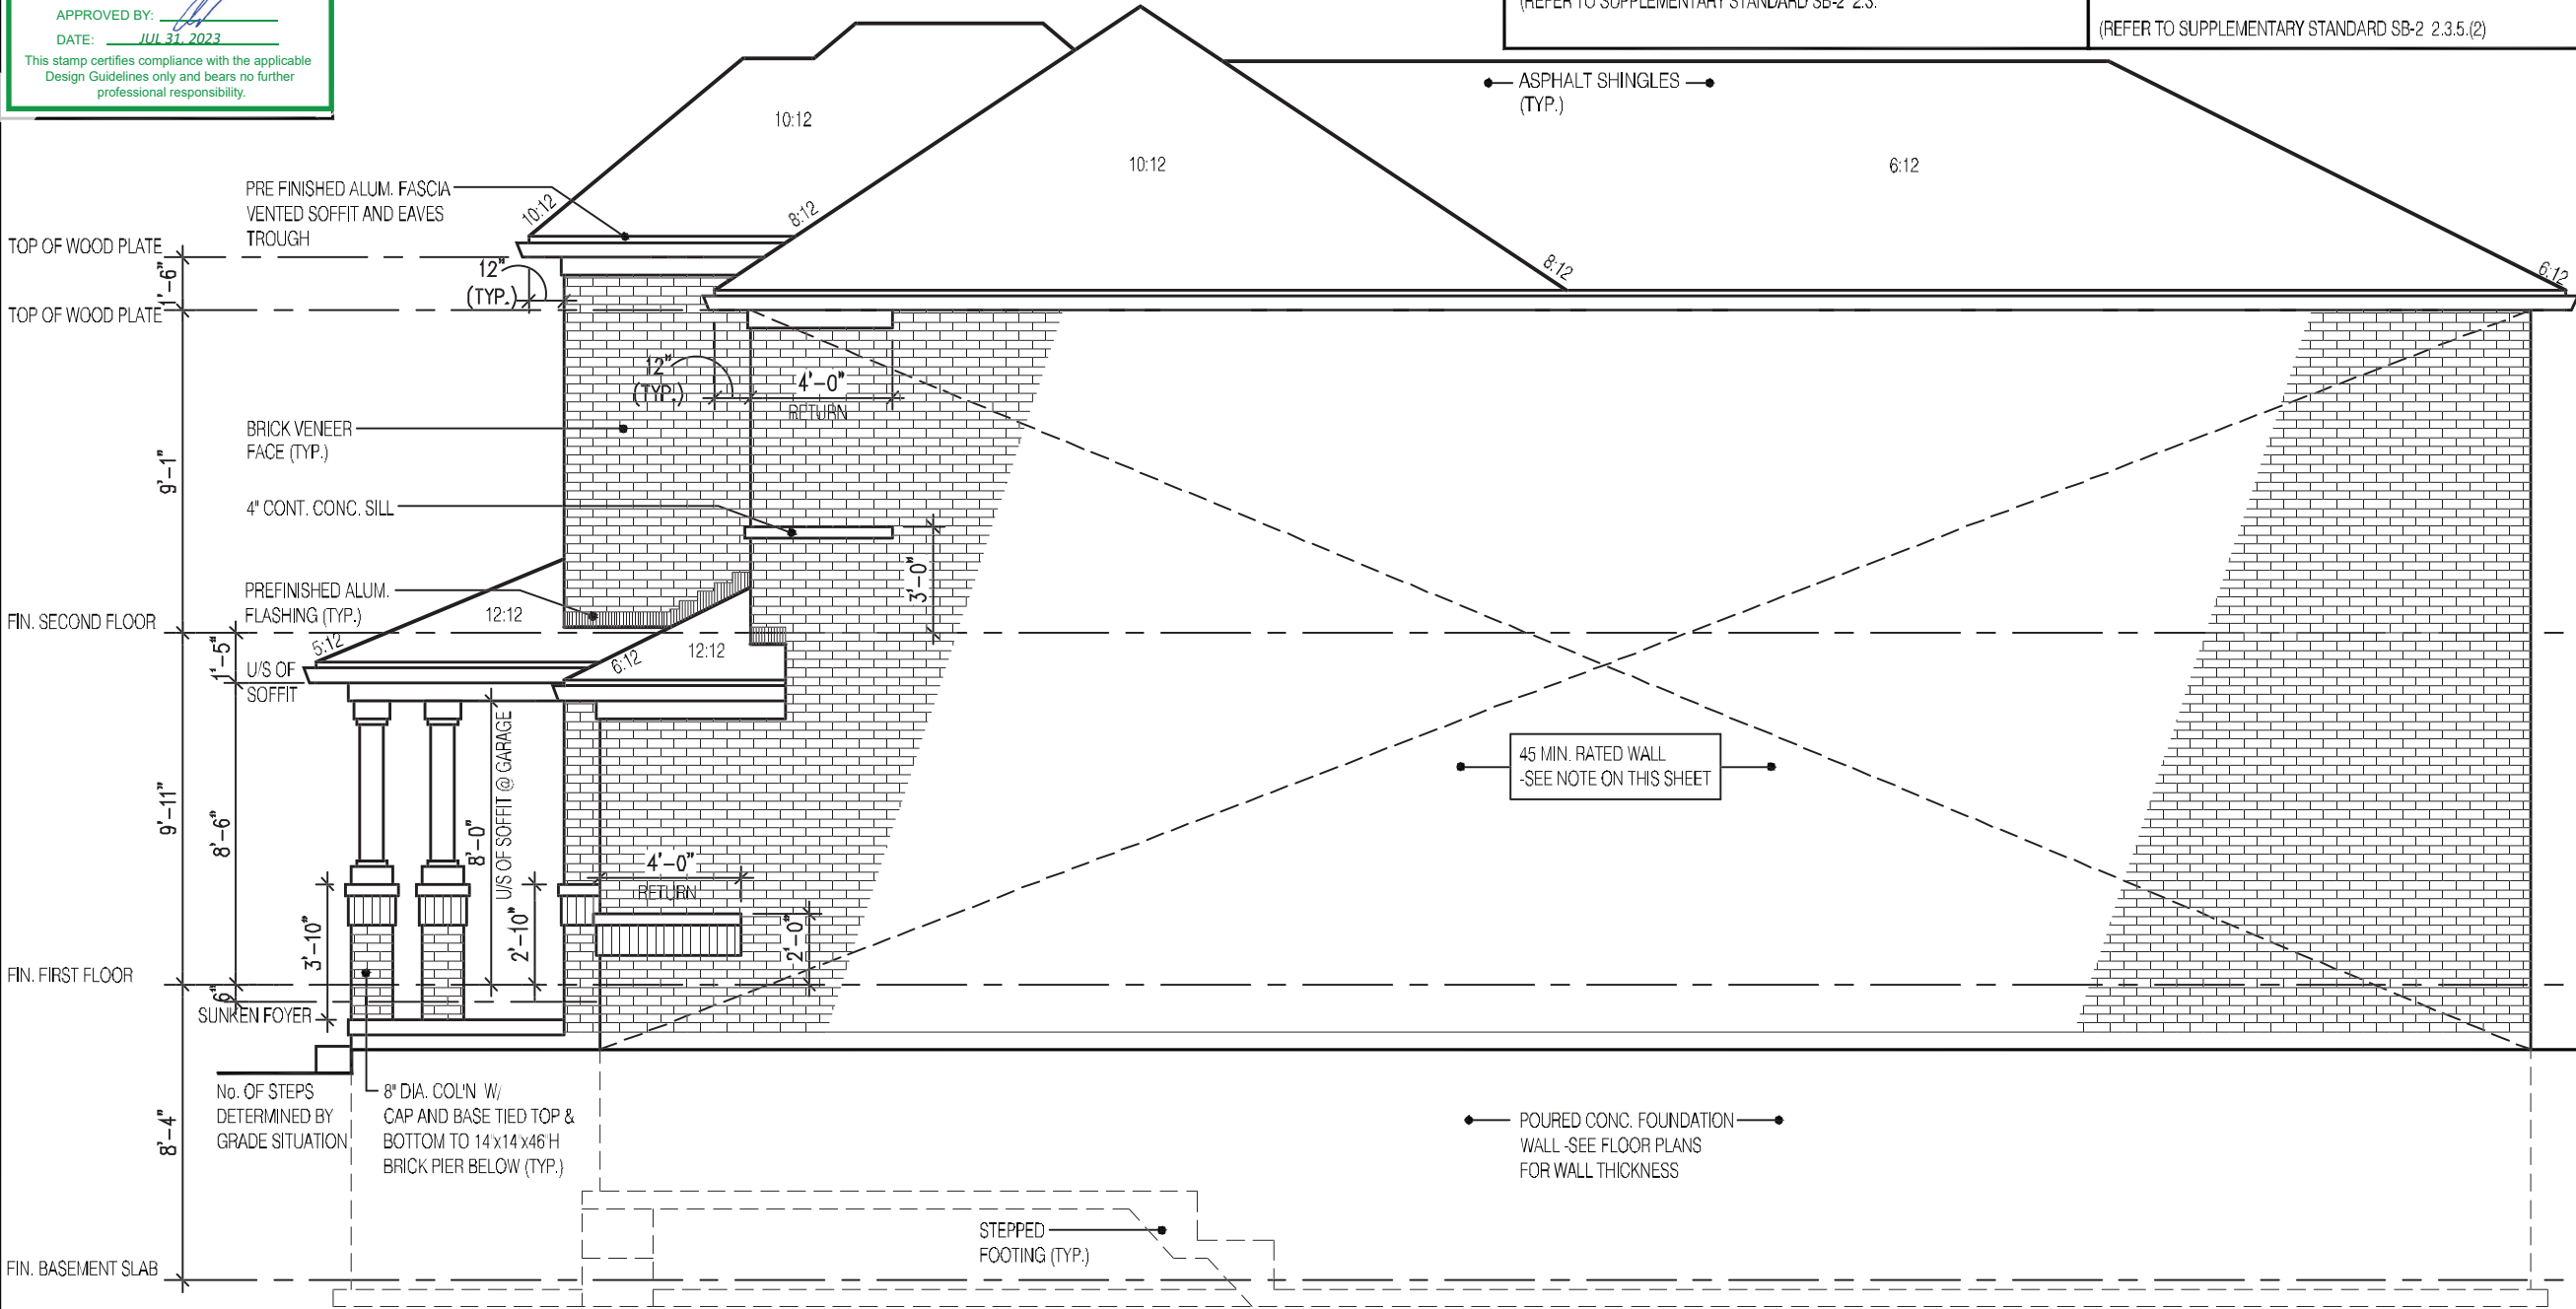 APPROVED BY:
DATE: JUL 31, 2023
This stamp certifies compliance with the applicable
Design Guidelines only and bears no further
professional responsibility.
(REFER TO SUPPLEMENTARY STANDARD SB-2 2.3.
(REFER TO SUPPLEMENTARY STANDARD SB-2 2.3.5.(2)
ASPHALT SHINGLES
(TYP.)
10:12
10:12
6:12
PRE FINISHED ALUM. FASCIA
VENTED SOFFIT AND EAVES
TROUGH
10:12
8:12
8:12
6:12
TOP OF WOOD PLATE
1'-6"
12"
(TYP.)
TOP OF WOOD PLATE
12"
(TYP.)
4'-0"
RETURN
BRICK VENEER
FACE (TYP.)
9'-1"
4" CONT. CONC. SILL
3'-0"
PREFINISHED ALUM.
FLASHING (TYP.)
12:12
FIN. SECOND FLOOR
5:12
6:12
12:12
1'-5"
U/S OF
SOFFIT
U/S OF SOFFIT @ GARAGE
8'-0"
45 MIN. RATED WALL
-SEE NOTE ON THIS SHEET
9'-11"
8'-6"
4'-0"
RETURN
3'-10"
2'-10"
2'-0"
FIN. FIRST FLOOR
6"
SUNKEN FOYER
No. OF STEPS
DETERMINED BY
GRADE SITUATION
8" DIA. COL'N W/
CAP AND BASE TIED TOP &
BOTTOM TO 14"x14"x46"H
BRICK PIER BELOW (TYP.)
8'-4"
POURED CONC. FOUNDATION
WALL -SEE FLOOR PLANS
FOR WALL THICKNESS
STEPPED
FOOTING (TYP.)
FIN. BASEMENT SLAB